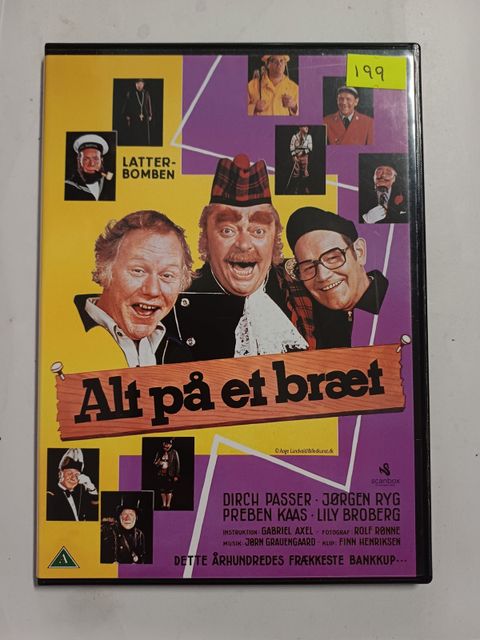 199
LATTER-
BOMBEN
Alt på et bræt
© Aage Lundvald/Billedkunst.dk
scanbox
DIRCH PASSER · JØRGEN RYG
PREBEN KAAS · LILY BROBERG
INSTRUKTION: GABRIEL AXEL · FOTOGRAF: ROLF RØNNE
MUSIK: JØRN GRAUENGAARD · KLIP: FINN HENRIKSEN
A
DETTE ÅRHUNDREDES FRÆKKESTE BANKKUP...